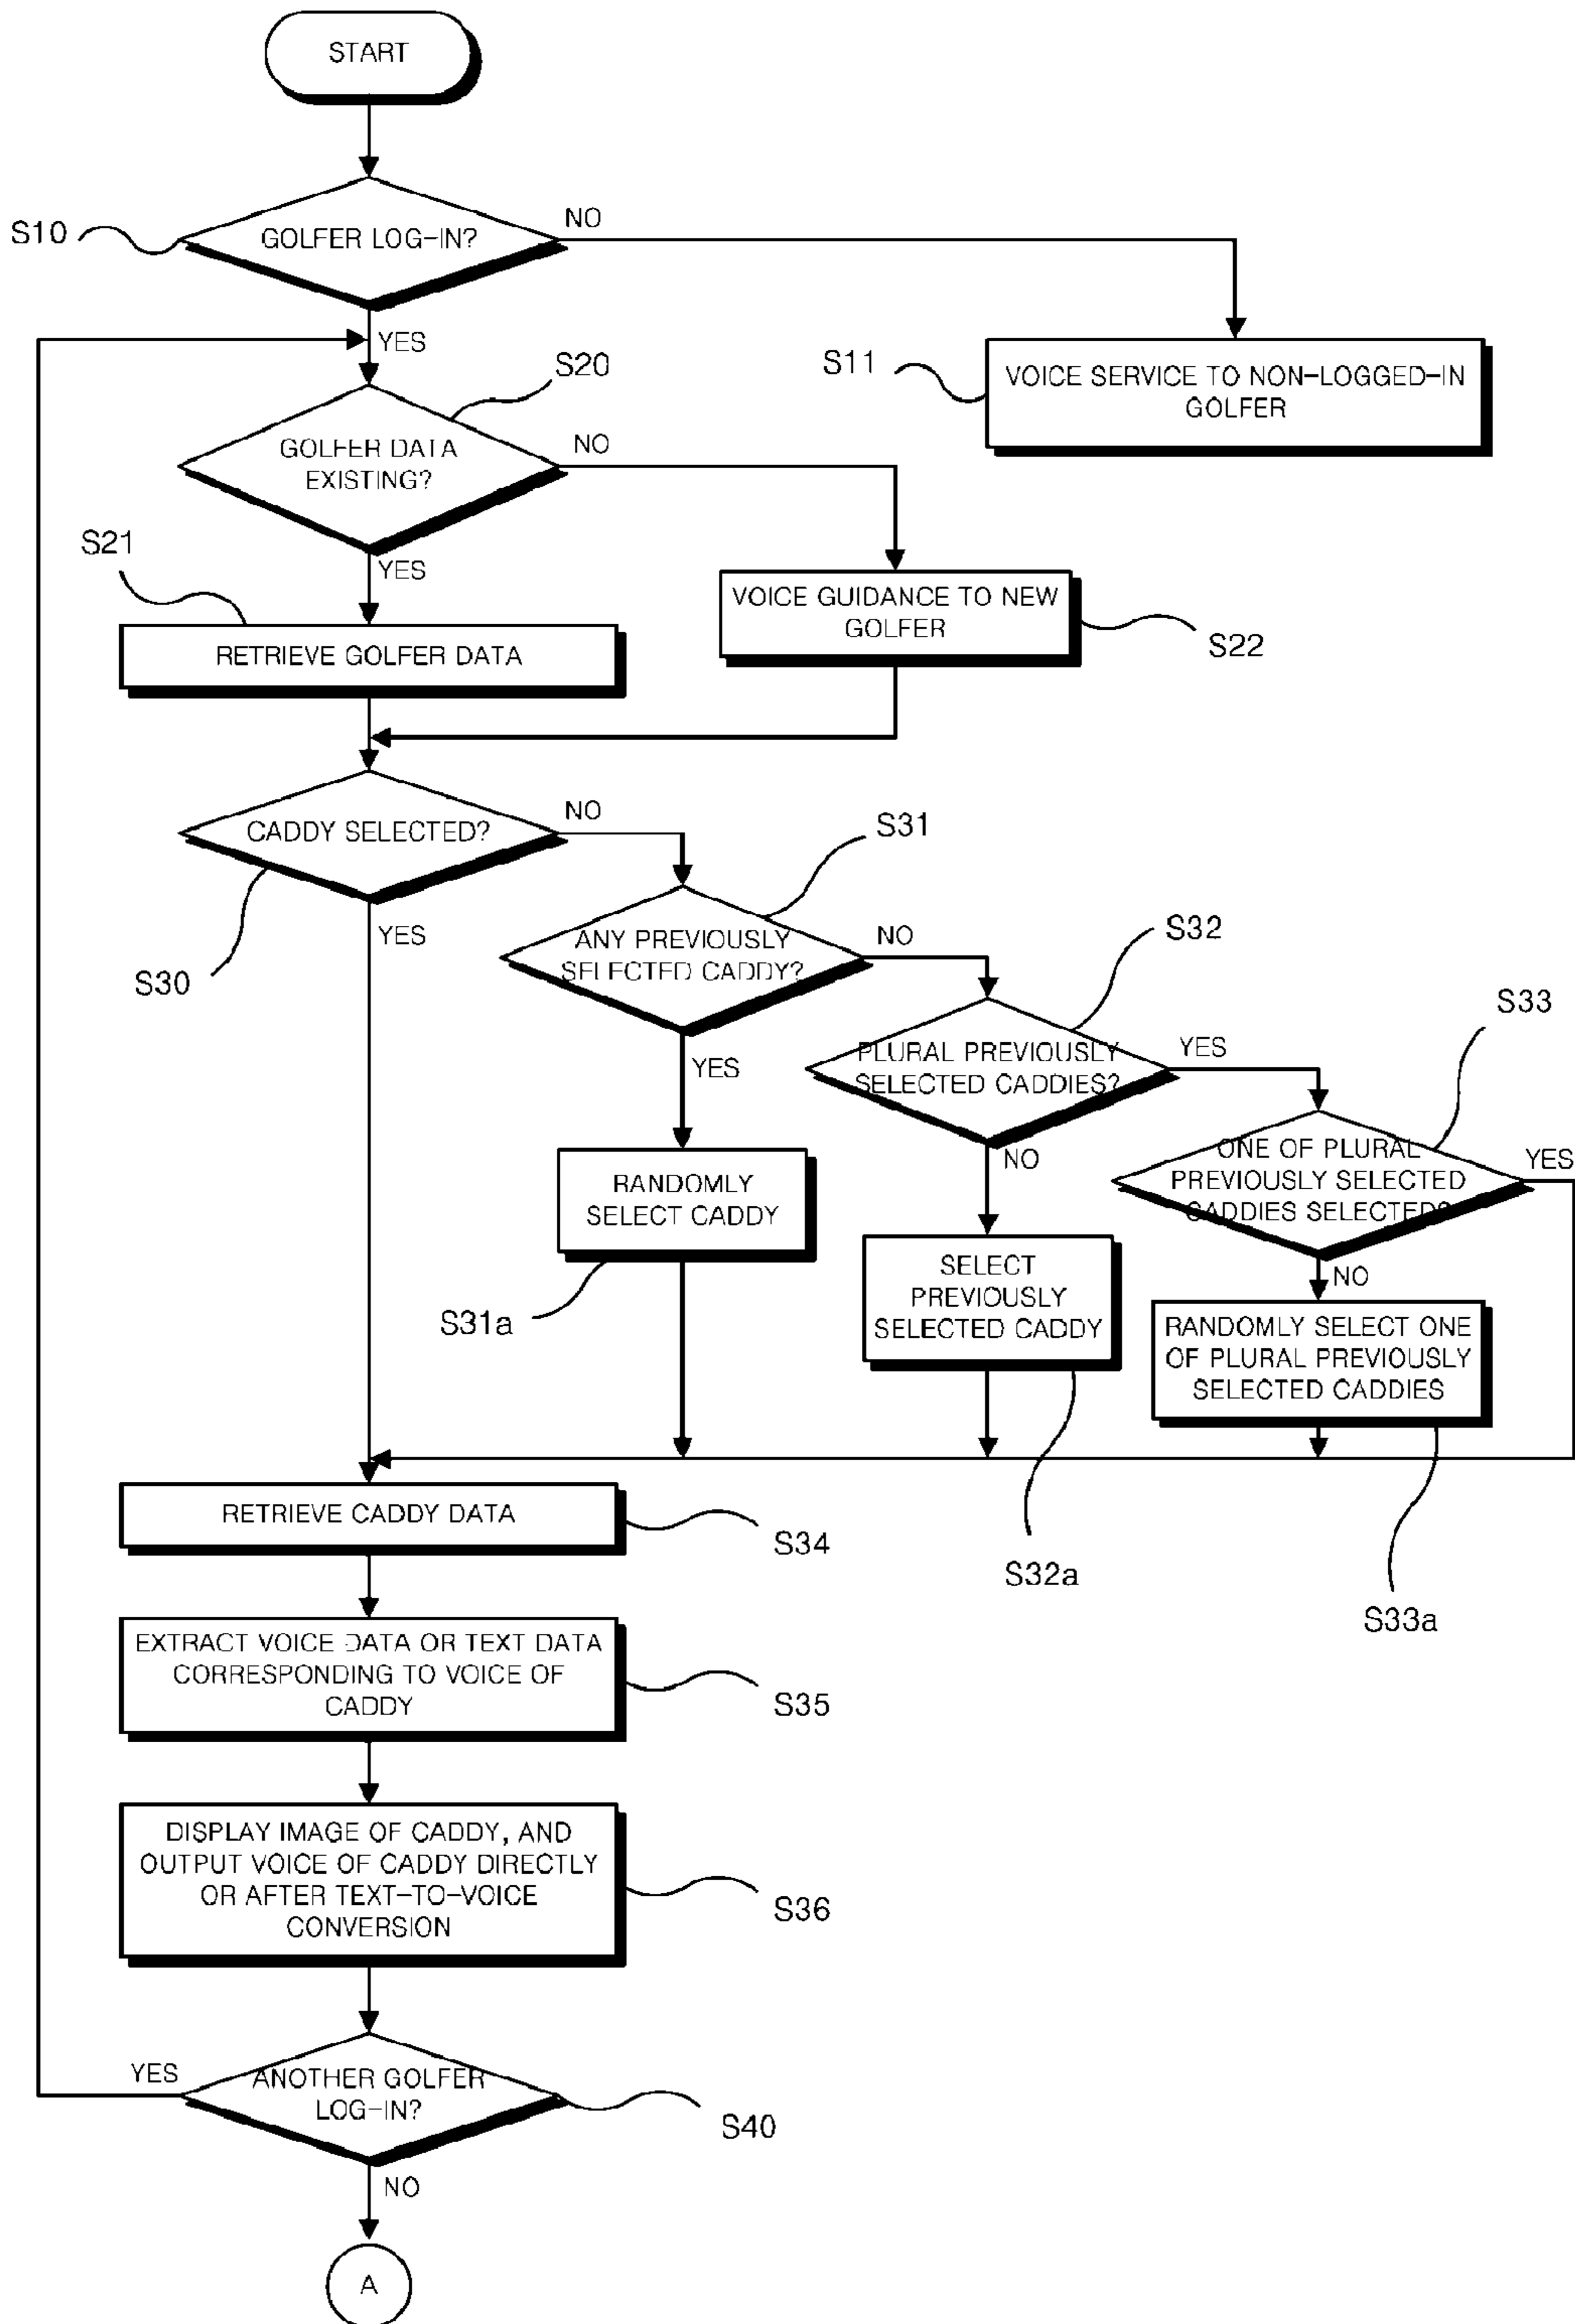 START
S10
GOLFER LOG-IN?
NO
YES
S11
VOICE SERVICE TO NON-LOGGED-IN
GOLFER
S20
GOLFER DATA
EXISTING?
NO
YES
S21
RETRIEVE GOLFER DATA
VOICE GUIDANCE TO NEW
GOLFER
S22
CADDY SELECTED?
NO
YES
S30
S31
ANY PREVIOUSLY
SELECTED CADDY?
NO
YES
S32
PLURAL PREVIOUSLY
SELECTED CADDIES?
YES
NO
S33
ONE OF PLURAL
PREVIOUSLY SELECTED
CADDIES SELECTED?
YES
NO
RANDOMLY
SELECT CADDY
S31a
SELECT
PREVIOUSLY
SELECTED CADDY
S32a
RANDOMLY SELECT ONE
OF PLURAL PREVIOUSLY
SELECTED CADDIES
S33a
RETRIEVE CADDY DATA
S34
EXTRACT VOICE DATA OR TEXT DATA
CORRESPONDING TO VOICE OF
CADDY
S35
DISPLAY IMAGE OF CADDY, AND
OUTPUT VOICE OF CADDY DIRECTLY
OR AFTER TEXT-TO-VOICE
CONVERSION
S36
YES
ANOTHER GOLFER
LOG-IN?
S40
NO
A